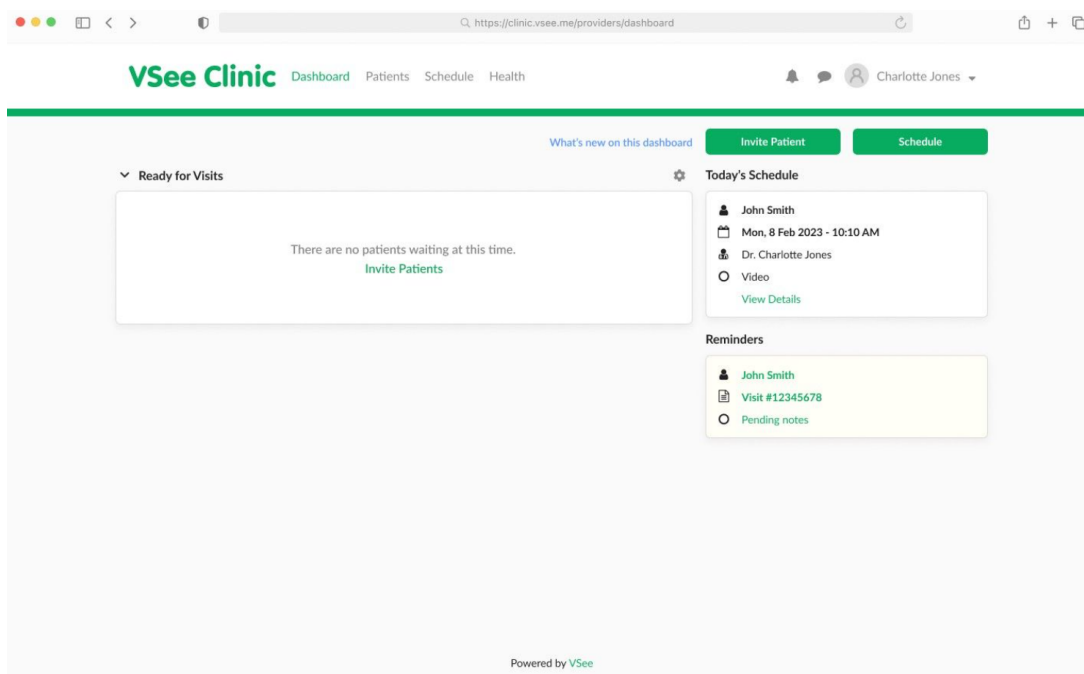 https://clinic.vsee.me/providers/dashboard
VSee Clinic Dashboard Patients Schedule Health Charlotte Jones
What's new on this dashboard Invite Patient Schedule
Ready for Visits
There are no patients waiting at this time.
Invite Patients
Today's Schedule
John Smith
Mon, 8 Feb 2023 - 10:10 AM
Dr. Charlotte Jones
Video
View Details
Reminders
John Smith
Visit #12345678
Pending notes
Powered by VSee